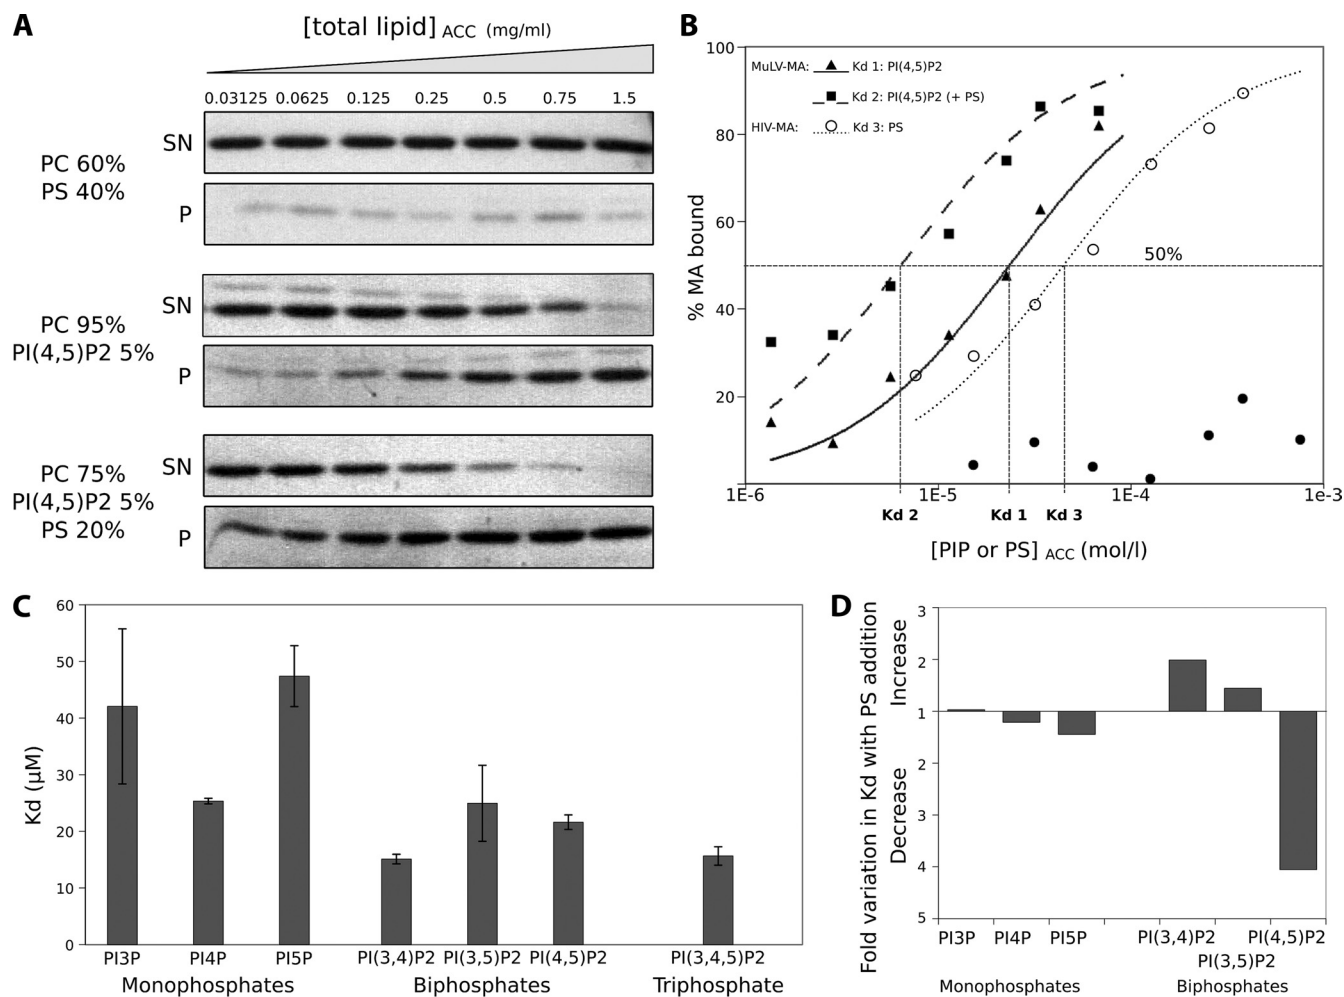 A
[total lipid] ACC (mg/ml)
0.03125 0.0625 0.125 0.25 0.5 0.75 1.5
PC 60%
PS 40%
SN
P
PC 95%
PI(4,5)P2 5%
SN
P
PC 75%
PI(4,5)P2 5%
PS 20%
SN
P
B
% MA bound
100
80
60
40
20
MuLV-MA: Kd 1: PI(4,5)P2
Kd 2: PI(4,5)P2 (+ PS)
HIV-MA: Kd 3: PS
50%
1E-6 1E-5 1E-4 1E-3
Kd 2 Kd 1 Kd 3
[PIP or PS] ACC (mol/l)
C
Kd (µM)
60
50
40
30
20
10
0
PI3P PI4P PI5P PI(3,4)P2 PI(3,5)P2 PI(4,5)P2 PI(3,4,5)P2
Monophosphates Biphosphates Triphosphate
D
Fold variation in Kd with PS addition
Decrease Increase
3
2
1
2
3
4
5
PI3P PI4P PI5P PI(3,4)P2 PI(4,5)P2
PI(3,5)P2
Monophosphates Biphosphates